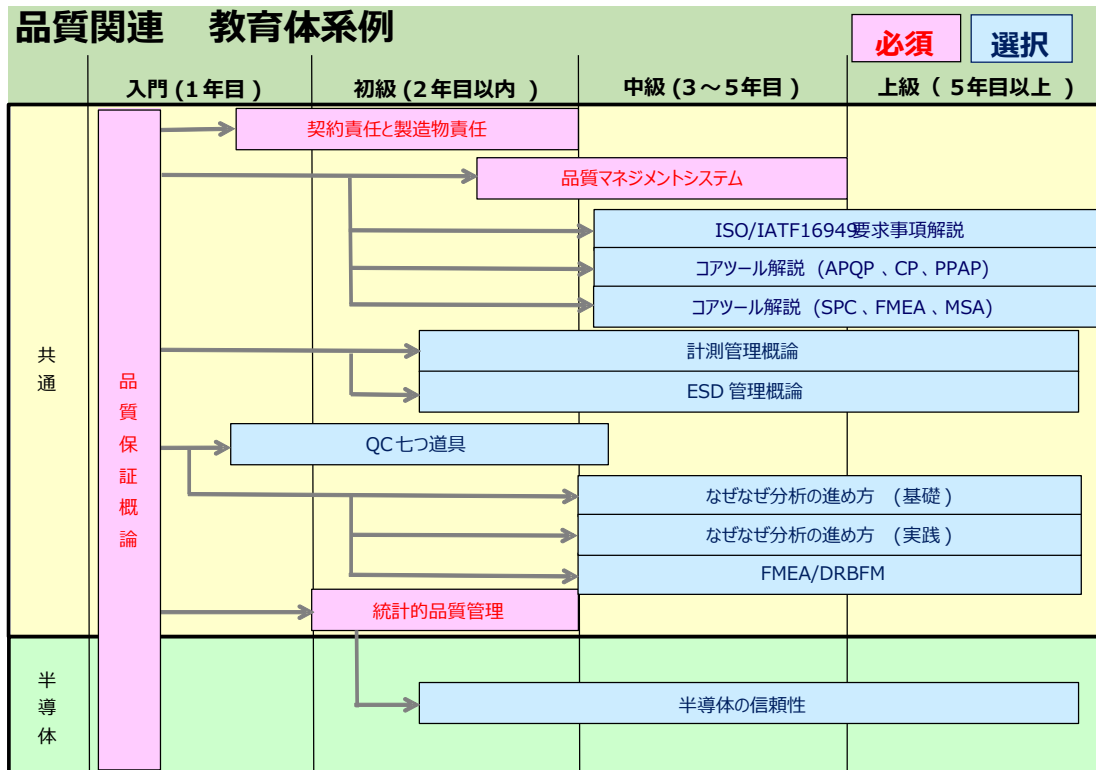 品質関連 教育体系例
必須
選択
入門 (1年目 )
初級 (2年目以内 )
中級 (3～5年目 )
上級 ( 5年目以上 )
契約責任と製造物責任
品質マネジメントシステム
ISO/IATF16949要求事項解説
コアツール解説 (APQP 、CP、PPAP)
コアツール解説 (SPC 、FMEA 、MSA)
共通
品質保証概論
計測管理概論
ESD 管理概論
QC七つ道具
なぜなぜ分析の進め方 (基礎 )
なぜなぜ分析の進め方 (実践 )
FMEA/DRBFM
統計的品質管理
半導体
半導体の信頼性